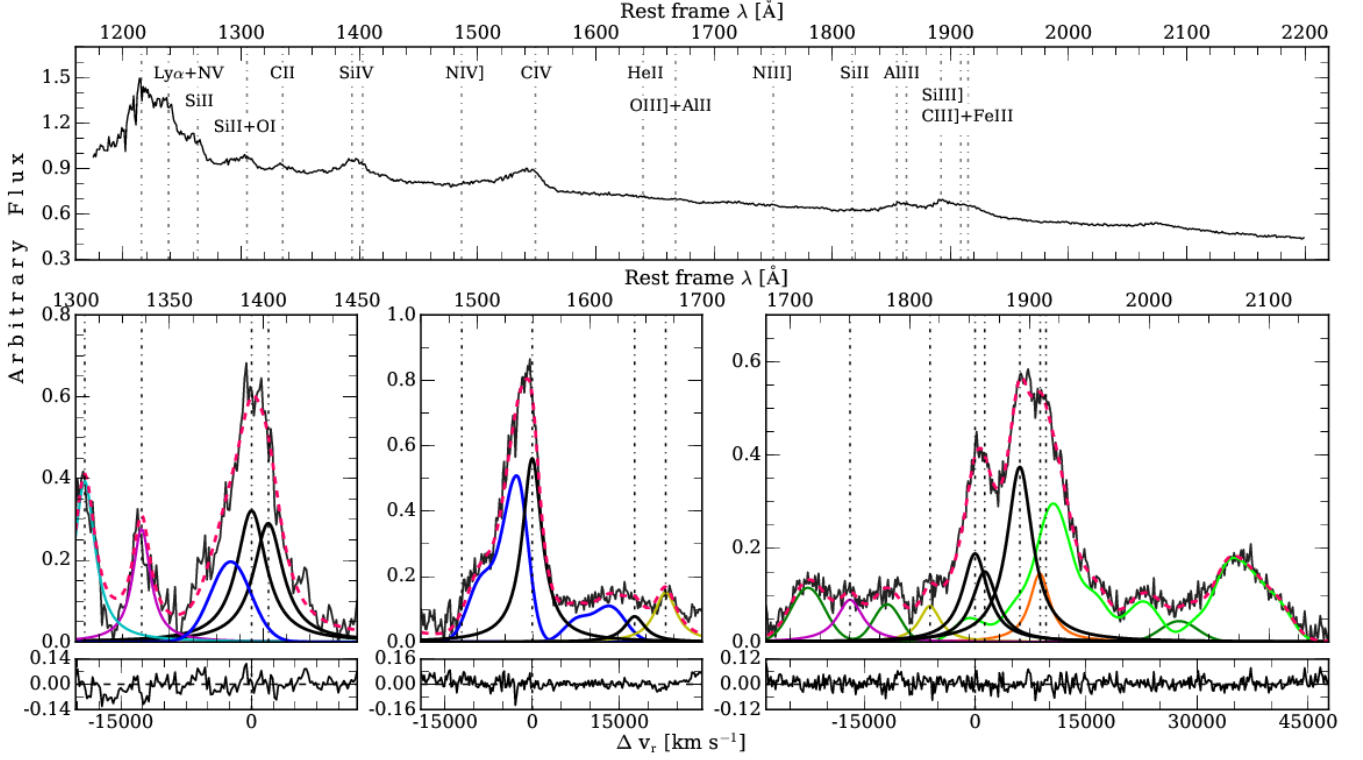 Rest frame λ [Å]
1200 1300 1400 1500 1600 1700 1800 1900 2000 2100 2200
1.5
1.2
0.9
0.6
0.3
Lyα+NV CII SiIV NIV] CIV HeII NIII] SiII AlIII
SiII SiIII]
OIII]+AlII
SiII+OI CIII]+FeIII
Arbitrary Flux
Rest frame λ [Å]
1300 1350 1400 1450
1500 1600 1700
1700 1800 1900 2000 2100
0.8
0.6
0.4
0.2
0.0
1.0
0.8
0.6
0.4
0.2
0.0
0.6
0.4
0.2
0.0
0.14
0.00
-0.14
0.16
0.00
-0.16
0.12
0.00
-0.12
-15000 0
-15000 0 15000
-15000 0 15000 30000 45000
Δ vr [km s−1]